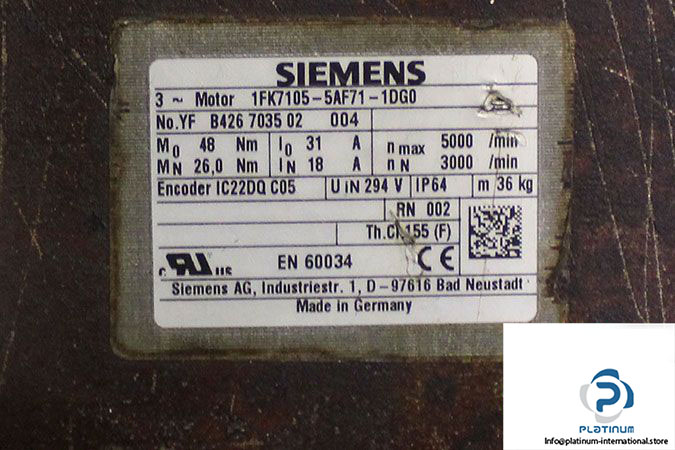 SIEMENS
3 ~ Motor 1FK7105-5AF71-1DG0
No.YF B426 7035 02 004
M0 48 Nm I0 31 A n max 5000 /min
MN 26,0 Nm IN 18 A n N 3000 /min
Encoder IC22DQ C05 U iN 294 V IP64 m 36 kg
RN 002
Th.Cl.155 (F)
c RU us EN 60034 CE
Siemens AG, Industriestr. 1, D-97616 Bad Neustadt
Made in Germany
PLATINUM
Info@platinum-international.store